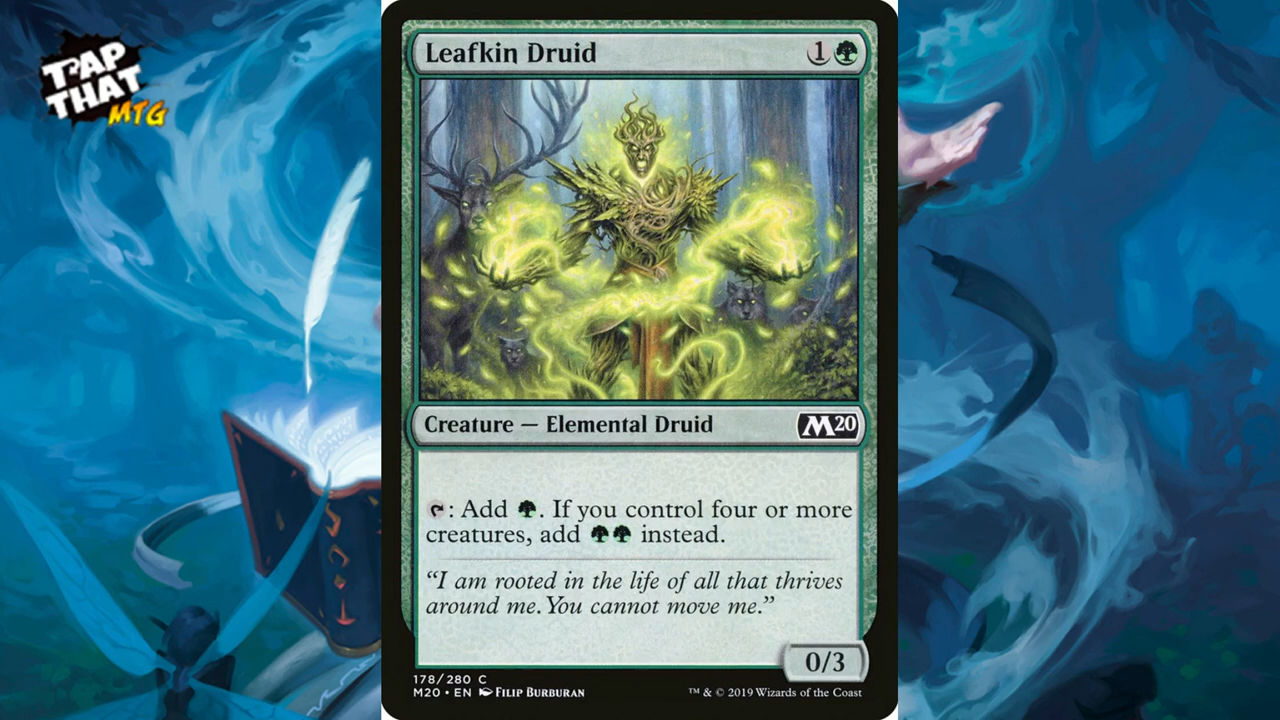 TRAP
THAT
MTG
Leafkin Druid 1
Creature — Elemental Druid M20
: Add . If you control four or more
creatures, add instead.
“I am rooted in the life of all that thrives
around me. You cannot move me.”
0/3
178/280 C
M20 • EN FILIP BURBURAN ™ & © 2019 Wizards of the Coast